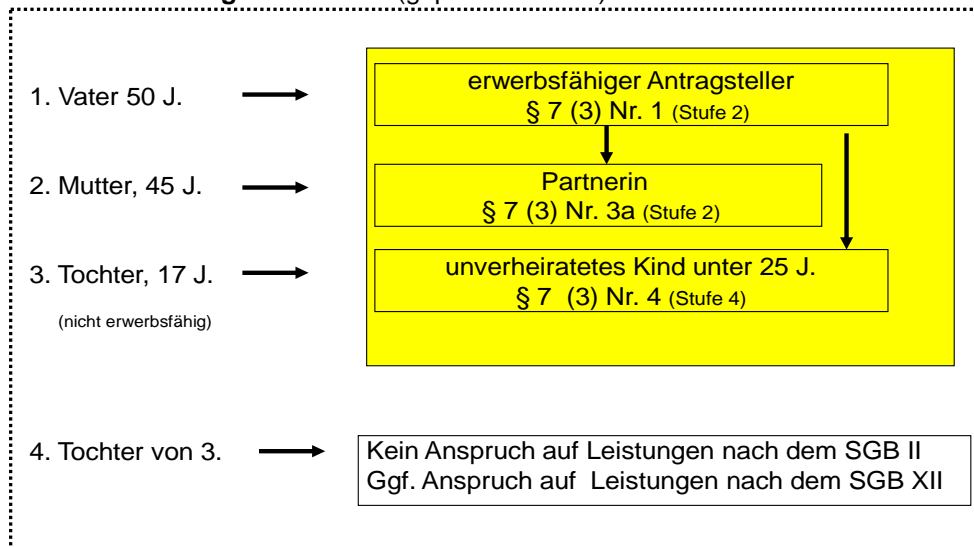 1. Vater 50 J.
erwerbsfähiger Antragsteller
§ 7 (3) Nr. 1 (Stufe 2)
2. Mutter, 45 J.
Partnerin
§ 7 (3) Nr. 3a (Stufe 2)
3. Tochter, 17 J.
(nicht erwerbsfähig)
unverheiratetes Kind unter 25 J.
§ 7 (3) Nr. 4 (Stufe 4)
4. Tochter von 3.
Kein Anspruch auf Leistungen nach dem SGB II
Ggf. Anspruch auf Leistungen nach dem SGB XII